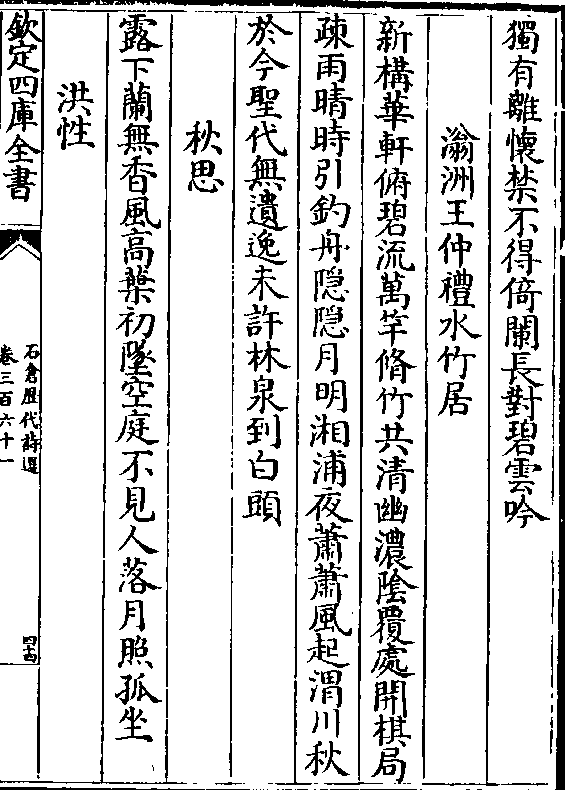 獨有離懷禁不得倚闌長對碧雲吟
滃洲王仲禮水竹居
新構華軒俯碧流萬竿脩竹共清幽濃陰覆處開棋局
疎雨晴時引釣舟隠隠月明湘浦夜蕭蕭風起渭川秋
於今聖代無遺逸未許林泉到白頭
秋思
露下蘭無香風高葉初墜空庭不見人落月照孤坐
洪性
欽定四庫全書
石倉歴代詩選
卷三百六十一
四十四